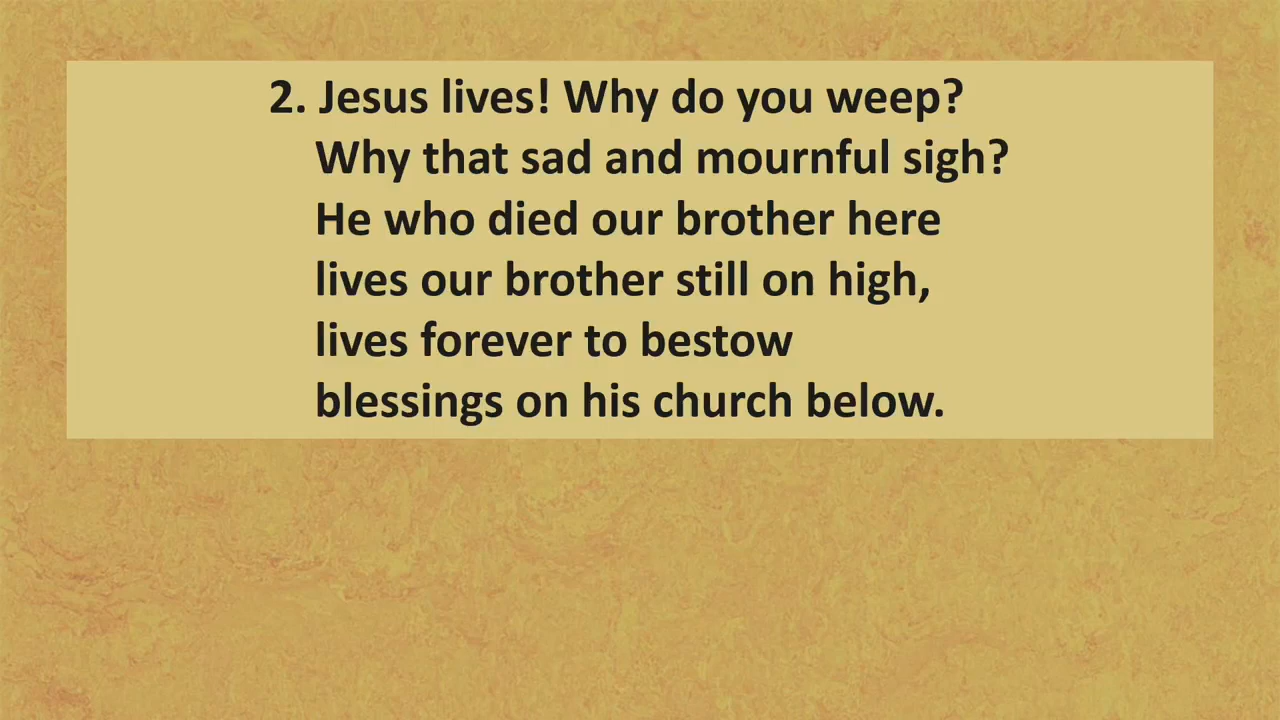 2. Jesus lives! Why do you weep?
Why that sad and mournful sigh?
He who died our brother here
lives our brother still on high,
lives forever to bestow
blessings on his church below.